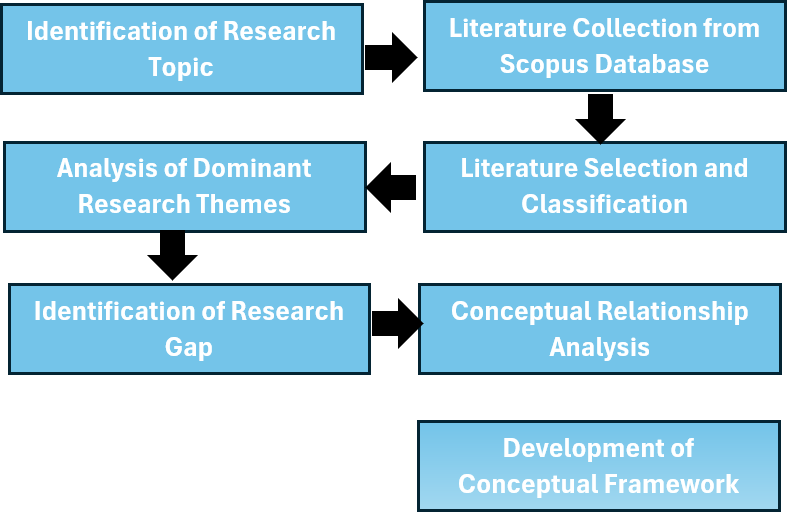 Identification of Research
Topic
Literature Collection from
Scopus Database
Literature Selection and
Classification
Analysis of Dominant
Research Themes
Identification of Research
Gap
Conceptual Relationship
Analysis
Development of
Conceptual Framework